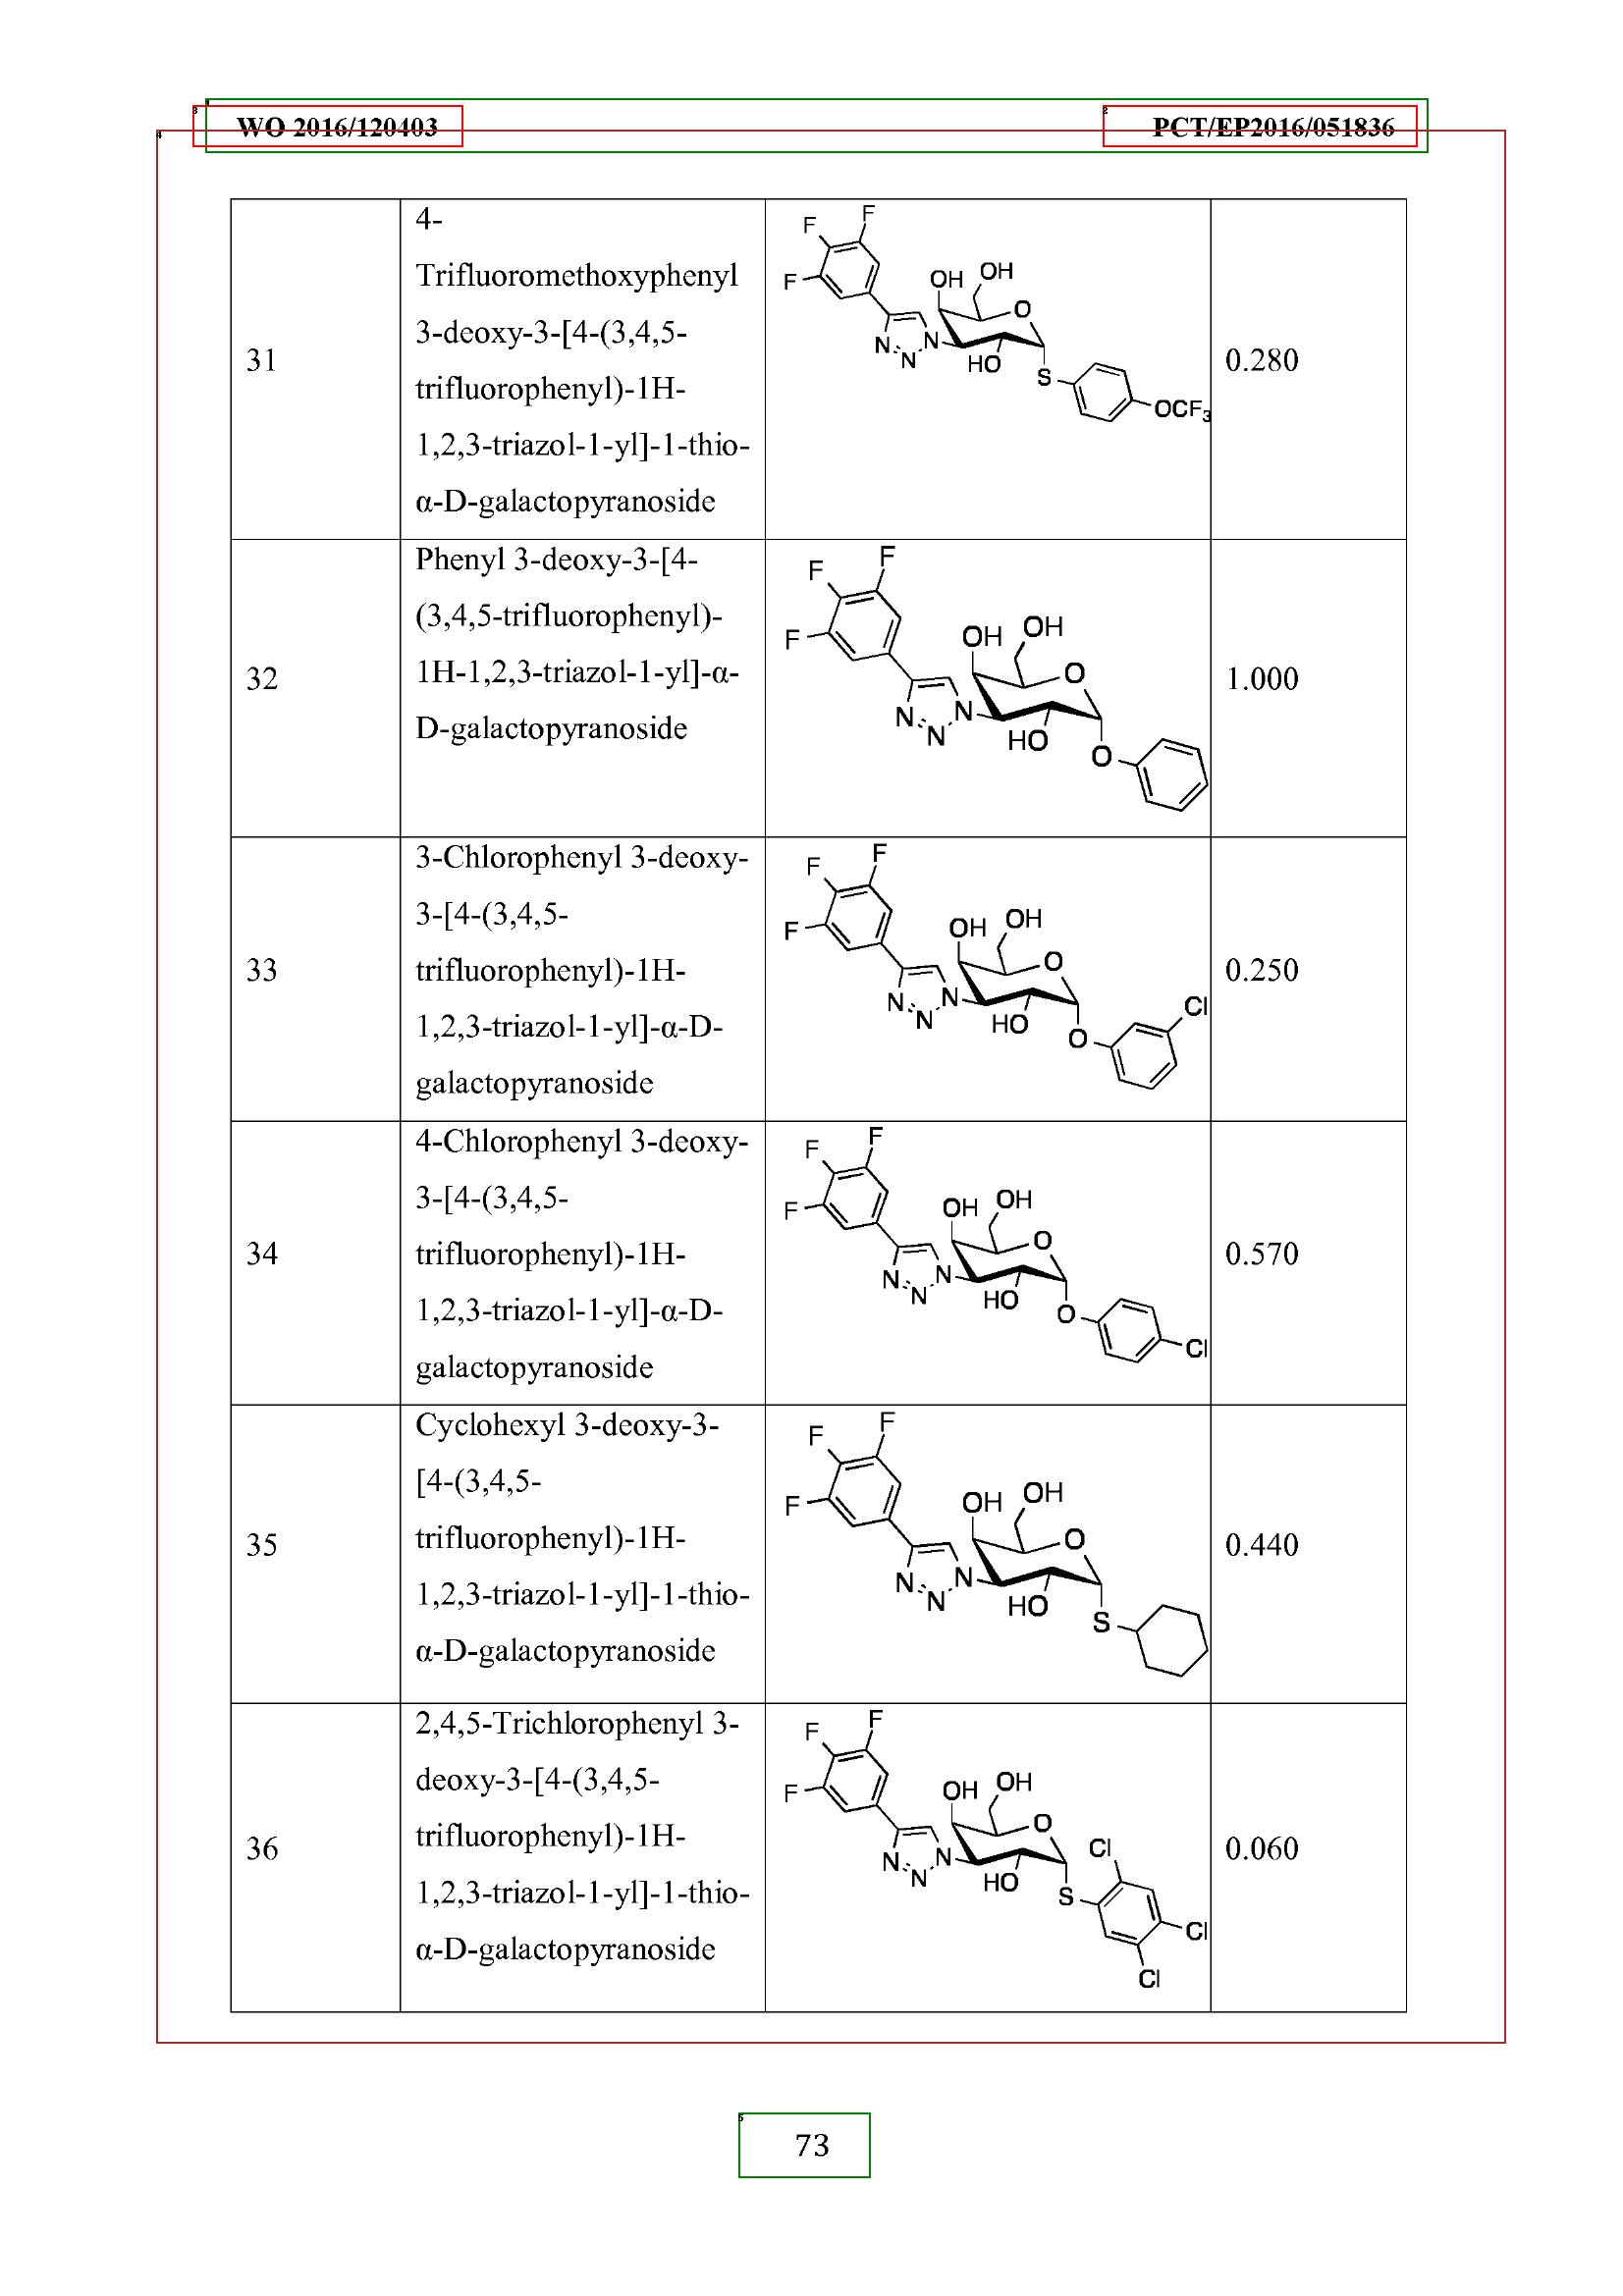 WO 2016/120403 PCT/EP2016/051836
31
4-
Trifluoromethoxyphenyl
3-deoxy-3-[4-(3,4,5-
trifluorophenyl)-1H-
1,2,3-triazol-1-yl]-1-thio-
α-D-galactopyranoside
F
F
F
OH
OH
O
N
N
N
HO
S
OCF3
0.280
32
Phenyl 3-deoxy-3-[4-
(3,4,5-trifluorophenyl)-
1H-1,2,3-triazol-1-yl]-α-
D-galactopyranoside
F
F
F
OH
OH
O
N
N
N
HO
O
1.000
33
3-Chlorophenyl 3-deoxy-
3-[4-(3,4,5-
trifluorophenyl)-1H-
1,2,3-triazol-1-yl]-α-D-
galactopyranoside
F
F
F
OH
OH
O
N
N
N
HO
O
Cl
0.250
34
4-Chlorophenyl 3-deoxy-
3-[4-(3,4,5-
trifluorophenyl)-1H-
1,2,3-triazol-1-yl]-α-D-
galactopyranoside
F
F
F
OH
OH
O
N
N
N
HO
O
Cl
0.570
35
Cyclohexyl 3-deoxy-3-
[4-(3,4,5-
trifluorophenyl)-1H-
1,2,3-triazol-1-yl]-1-thio-
α-D-galactopyranoside
F
F
F
OH
OH
O
N
N
N
HO
S
0.440
36
2,4,5-Trichlorophenyl 3-
deoxy-3-[4-(3,4,5-
trifluorophenyl)-1H-
1,2,3-triazol-1-yl]-1-thio-
α-D-galactopyranoside
F
F
F
OH
OH
O
N
N
N
HO
S
Cl
Cl
Cl
0.060
73